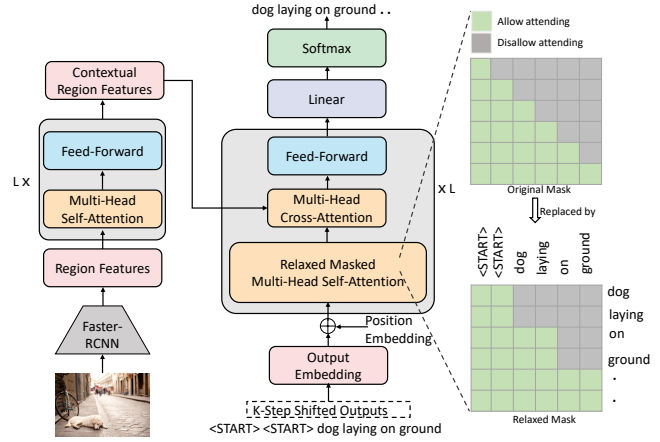 dog laying on ground . .
Softmax
Linear
Feed-Forward
Multi-Head
Cross-Attention
Relaxed Masked
Multi-Head Self-Attention
x L
Position
Embedding
Output
Embedding
K-Step Shifted Outputs
<START> <START> dog laying on ground
Contextual
Region Features
Feed-Forward
Multi-Head
Self-Attention
L x
Region Features
Faster-
RCNN
Allow attending
Disallow attending
Original Mask
Replaced by
<START>
<START>
dog
laying
on
ground
dog
laying
on
ground
.
.
Relaxed Mask